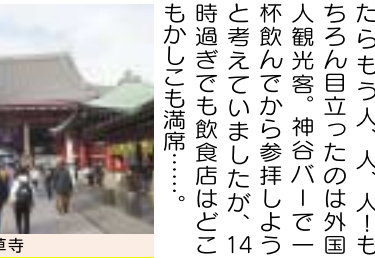 たらもう人、人、人！も
ちろん目立ったのは外国
人観光客。神谷バーで一
杯飲んでから参拝しよう
と考えていましたが、14
時過ぎでも飲食店はどこ
もかしこも満席……。
草寺